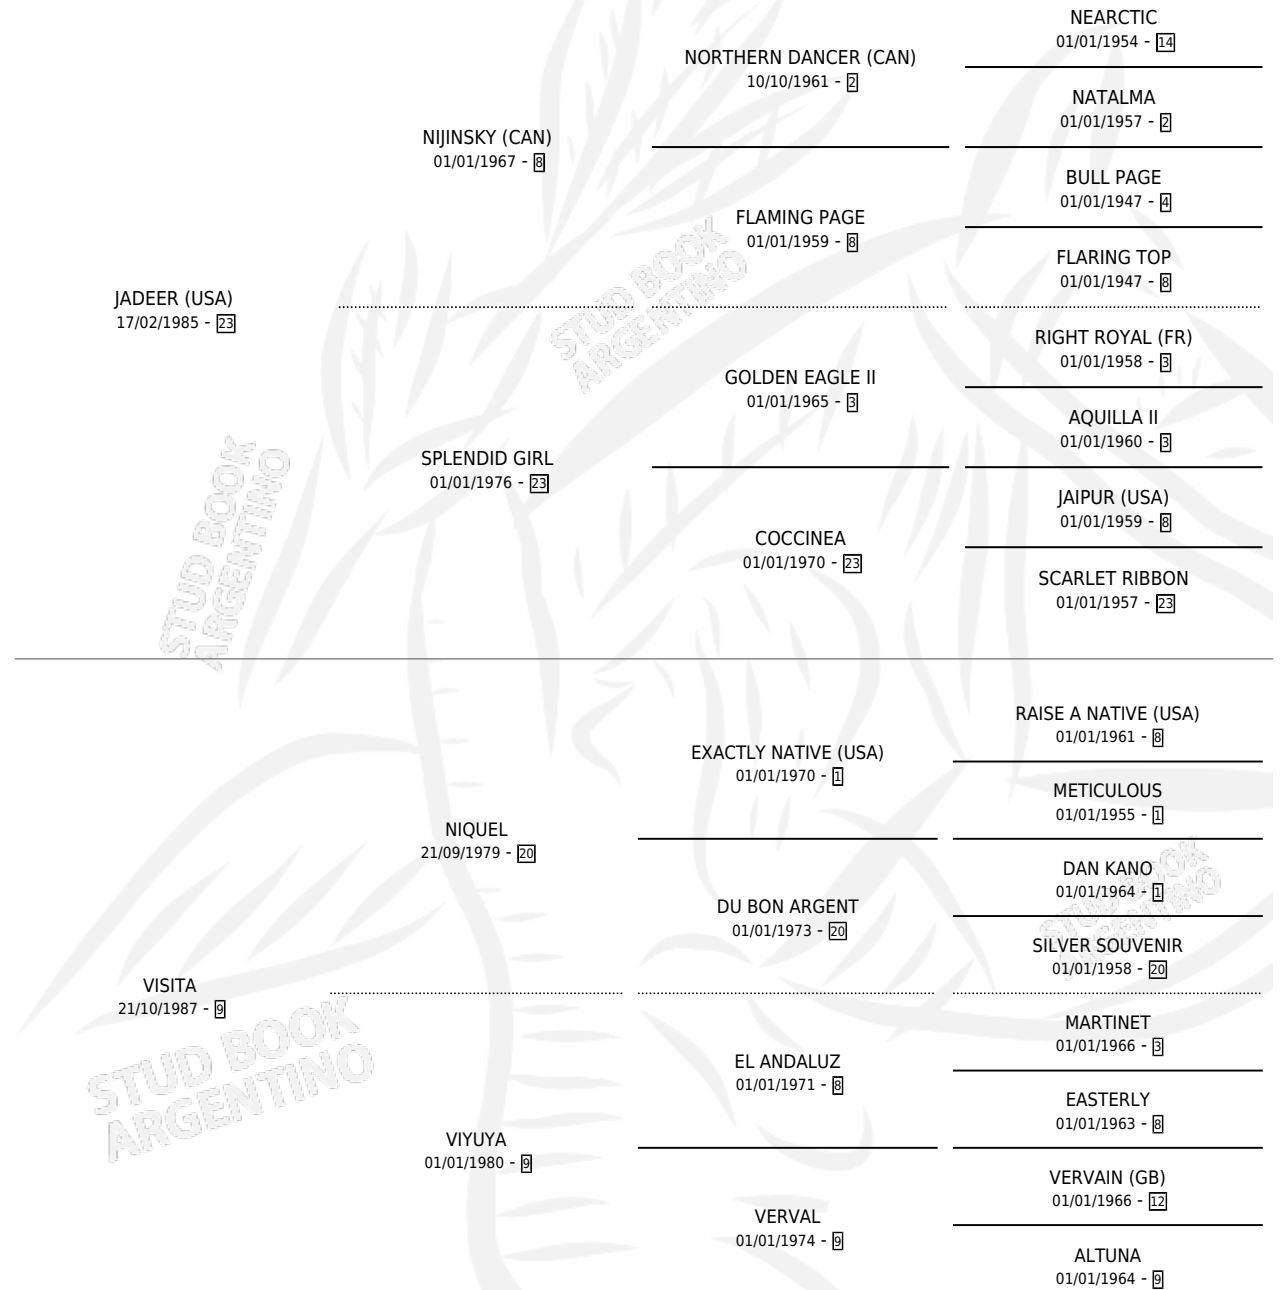 NEARCTIC
01/01/1954 - 14
NORTHERN DANCER (CAN)
10/10/1961 - 2
NATALMA
01/01/1957 - 2
NIJINSKY (CAN)
01/01/1967 - 8
BULL PAGE
01/01/1947 - 4
FLAMING PAGE
01/01/1959 - 8
FLARING TOP
01/01/1947 - 8
JADEER (USA)
17/02/1985 - 23
RIGHT ROYAL (FR)
01/01/1958 - 3
GOLDEN EAGLE II
01/01/1965 - 3
AQUILLA II
01/01/1960 - 3
SPLENDID GIRL
01/01/1976 - 23
JAIPUR (USA)
01/01/1959 - 8
COCCINEA
01/01/1970 - 23
SCARLET RIBBON
01/01/1957 - 23
RAISE A NATIVE (USA)
01/01/1961 - 8
EXACTLY NATIVE (USA)
01/01/1970 - 1
METICULOUS
01/01/1955 - 1
NIQUEL
21/09/1979 - 20
DAN KANO
01/01/1964 - 1
DU BON ARGENT
01/01/1973 - 20
SILVER SOUVENIR
01/01/1958 - 20
VISITA
21/10/1987 - 9
MARTINET
01/01/1966 - 3
EL ANDALUZ
01/01/1971 - 8
EASTERLY
01/01/1963 - 8
VIYUYA
01/01/1980 - 9
VERVAIN (GB)
01/01/1966 - 12
VERVAL
01/01/1974 - 9
ALTUNA
01/01/1964 - 9
STUD BOOK
ARGENTINO
STUD BOOK
ARGENTINO
STUD BOOK
ARGENTINO
STUD BOOK
ARGENTINO